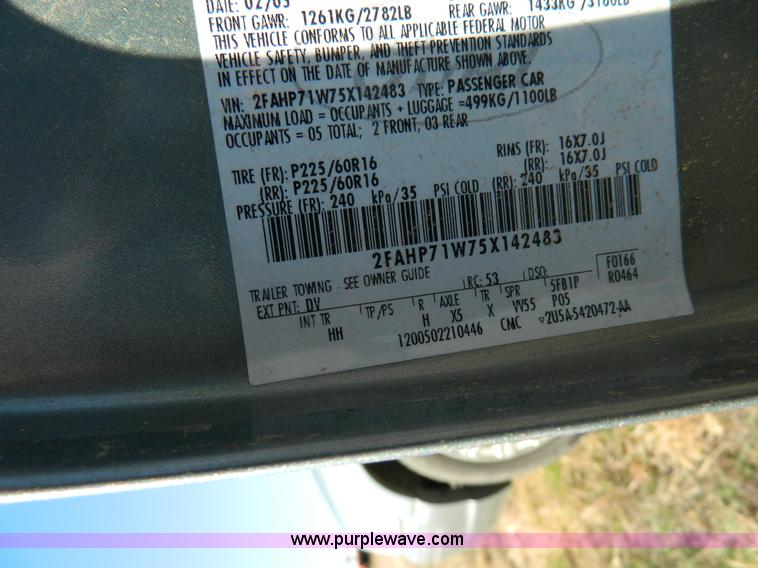 DATE: 02/05
FRONT GAWR: 1261KG/2782LB REAR GAWR: 1433KG /3160LB
THIS VEHICLE CONFORMS TO ALL APPLICABLE FEDERAL MOTOR
VEHICLE SAFETY, BUMPER, AND THEFT PREVENTION STANDARDS
IN EFFECT ON THE DATE OF MANUFACTURE SHOWN ABOVE.
VIN: 2FAHP71W75X142483 TYPE: PASSENGER CAR
MAXIMUM LOAD = OCCUPANTS + LUGGAGE =499KG/1100LB
OCCUPANTS = 05 TOTAL; 2 FRONT, 03 REAR
TIRE (FR): P225/60R16 RIMS (FR): 16X7.0J
(RR): P225/60R16 (RR): 16X7.0J
PRESSURE (FR): 240 kPa/35 PSI COLD (RR): 240 kPa/35 PSI COLD
2FAHP71W75X142483
TRAILER TOWING - SEE OWNER GUIDE
EXT PNT: DV RC: 53 DSO: F0166
INT TR TP/PS R AXLE TR SPR 5FB1P R0464
HH H X5 X VV55 P05
1200502210446 CMC ▽2U5A-5420472-AA
www.purplewave.com